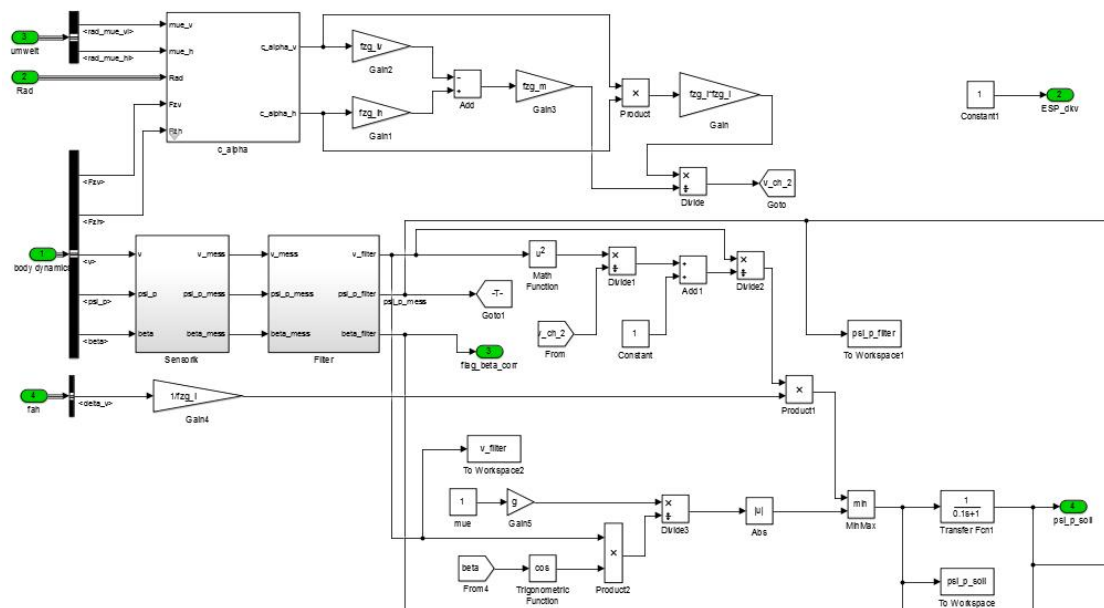 3
umwelt
<rad_mue_vl>
<rad_mue_hl>
2
Rad
mue_v
mue_h
Rad
Fzv
Fzh
c_alpha_v
c_alpha_h
c_alpha
fzg_lv
Gain2
fzg_lh
Gain1
Add
fzg_m
Gain3
Product
fzg_l*fzg_l
Gain
1
Constant1
2
ESP_dkv
Divide
v_ch_2
Goto
<Fzv>
<Fzh>
1
body dynamics
<v>
<psi_p>
<beta>
v
psi_p
beta
v_mess
psi_p_mess
beta_mess
Sensorik
v_mess
psi_p_mess
beta_mess
v_filter
psi_p_filter
beta_filter
Filter
psi_p_mess
-T-
Goto1
3
flag_beta_corr
u²
Math
Function
Divide1
Add1
Divide2
v_ch_2
From
1
Constant
psi_p_filter
To Workspace1
4
fah
<delta_v>
1/fzg_l
Gain4
Product1
v_filter
To Workspace2
1
mue
g
Gain5
Divide3
|u|
Abs
min
MinMax
1
0.1s+1
Transfer Fcn1
4
psi_p_soll
beta
From4
cos
Trigonometric
Function
Product2
psi_p_soll
To Workspace